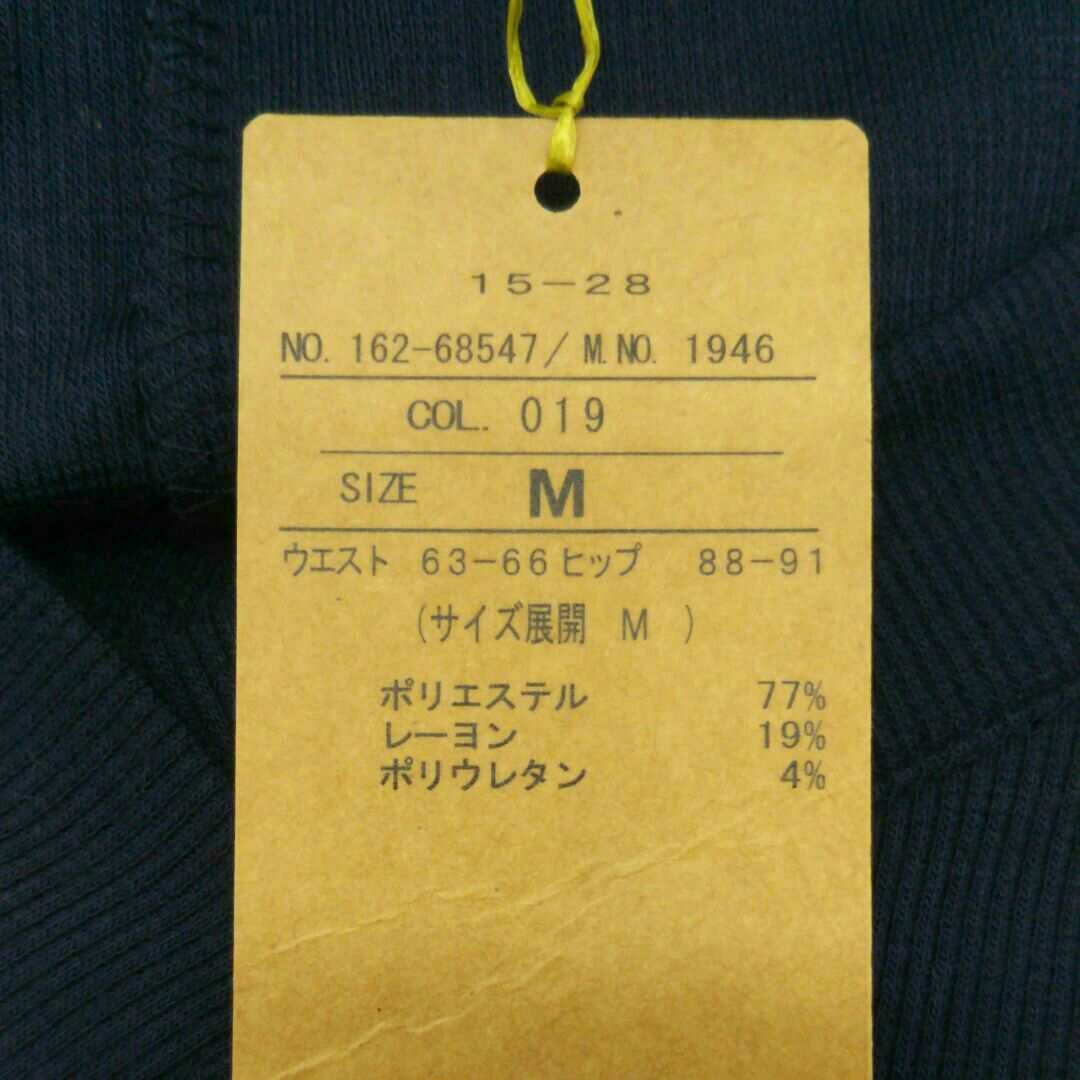 15-28
NO. 162-68547/ M.NO. 1946
COL. 019
SIZE M
ウエスト 63-66 ヒップ 88-91
(サイズ展開 M )
ポリエステル 77%
レーヨン 19%
ポリウレタン 4%